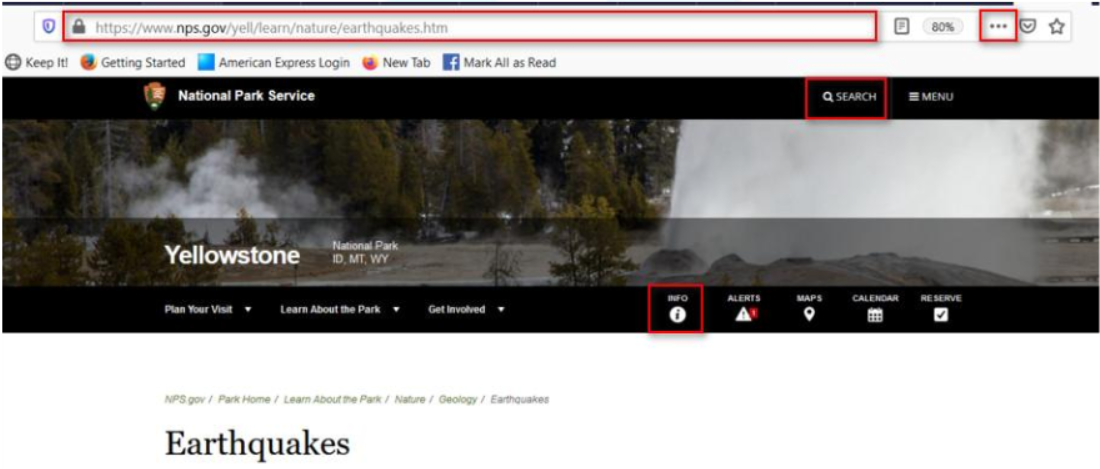 https://www.nps.gov/yell/learn/nature/earthquakes.htm 80%
Keep It! Getting Started American Express Login New Tab Mark All as Read
National Park Service SEARCH MENU
Yellowstone National Park
ID, MT, WY
Plan Your Visit Learn About the Park Get Involved INFO ALERTS 1 MAPS CALENDAR RESERVE
NPS.gov / Park Home / Learn About the Park / Nature / Geology / Earthquakes
Earthquakes